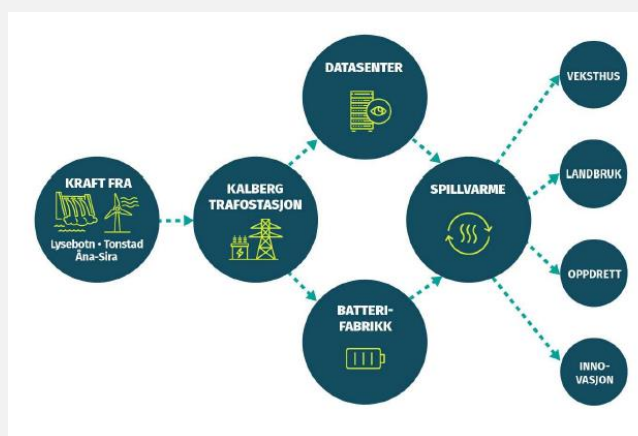 KRAFT FRA
Lysebotn • Tonstad
Åna-Sira
KALBERG
TRAFOSTASJON
DATASENTER
BATTERI-
FABRIKK
SPILLVARME
VEKSTHUS
LANDBRUK
OPPDRETT
INNO-
VASJON